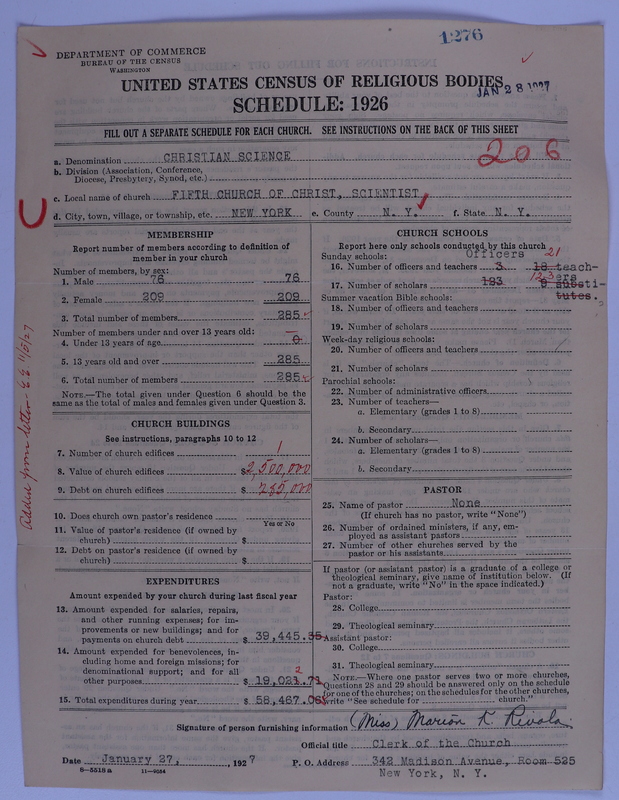 1276
DEPARTMENT OF COMMERCE
BUREAU OF THE CENSUS
WASHINGTON
UNITED STATES CENSUS OF RELIGIOUS BODIES
JAN 28 1927
SCHEDULE: 1926
FILL OUT A SEPARATE SCHEDULE FOR EACH CHURCH. SEE INSTRUCTIONS ON THE BACK OF THIS SHEET
a. Denomination CHRISTIAN SCIENCE
206
b. Division (Association, Conference,
Diocese, Presbytery, Synod, etc.)
c. Local name of church FIFTH CHURCH OF CHRIST, SCIENTIST
d. City, town, village, or township, etc. NEW YORK e. County N. Y. f. State N. Y.
MEMBERSHIP
Report number of members according to definition of
member in your church
Number of members, by sex:
1. Male 76 76
2. Female 209 209
3. Total number of members 285
Number of members under and over 13 years old:
4. Under 13 years of age 0
5. 13 years old and over 285
6. Total number of members 285
NOTE.—The total given under Question 6 should be
same as the total of males and females given under Question 3.
CHURCH BUILDINGS
See instructions, paragraphs 10 to 12
7. Number of church edifices 1
8. Value of church edifices $2,500,000
9. Debt on church edifices $ 285,000
10. Does church own pastor's residence?
Yes or No
11. Value of pastor's residence (if owned by
church) $
12. Debt on pastor's residence (if owned by
church) $
EXPENDITURES
Amount expended by your church during last fiscal year
13. Amount expended for salaries, repairs,
and other running expenses; for im-
provements or new buildings; and for
payments on church debt $ 39,445.35
14. Amount expended for benevolences, in-
cluding home and foreign missions; for
denominational support; and for all
other purposes $ 19,021.71
2
15. Total expenditures during year $ 58,467.06
CHURCH SCHOOLS
Report here only schools conducted by this church
Sunday schools: Officers 21
16. Number of officers and teachers 3 18 teach-
ers
17. Number of scholars 123 123 9 substi-
tutes.
Summer vacation Bible schools:
18. Number of officers and teachers
19. Number of scholars
Week-day religious schools:
20. Number of officers and teachers
21. Number of scholars
Parochial schools:
22. Number of administrative officers
23. Number of teachers—
a. Elementary (grades 1 to 8)
b. Secondary
24. Number of scholars—
a. Elementary (grades 1 to 8)
b. Secondary
PASTOR
25. Name of pastor None
(If church has no pastor, write "None")
26. Number of ordained ministers, if any, em-
ployed as assistant pastors
27. Number of other churches served by the
pastor or his assistants
If pastor (or assistant pastor) is a graduate of a college or
theological seminary, give name of institution below. (If
not a graduate, write "No" in the space indicated.)
Pastor:
28. College
29. Theological seminary
Assistant pastor:
30. College
31. Theological seminary
NOTE.—Where one pastor serves two or more churches,
Questions 28 and 29 should be answered only on the schedule
for one of the churches; on the schedules for the other churches,
write "See schedule for church."
Signature of person furnishing information (Miss) Marion K. Rivola
Official title Clerk of the Church
Date January 27, 1927 P. O. Address 342 Madison Avenue, Room 525
8-5518a 11-9034 New York, N. Y.
Added from letter